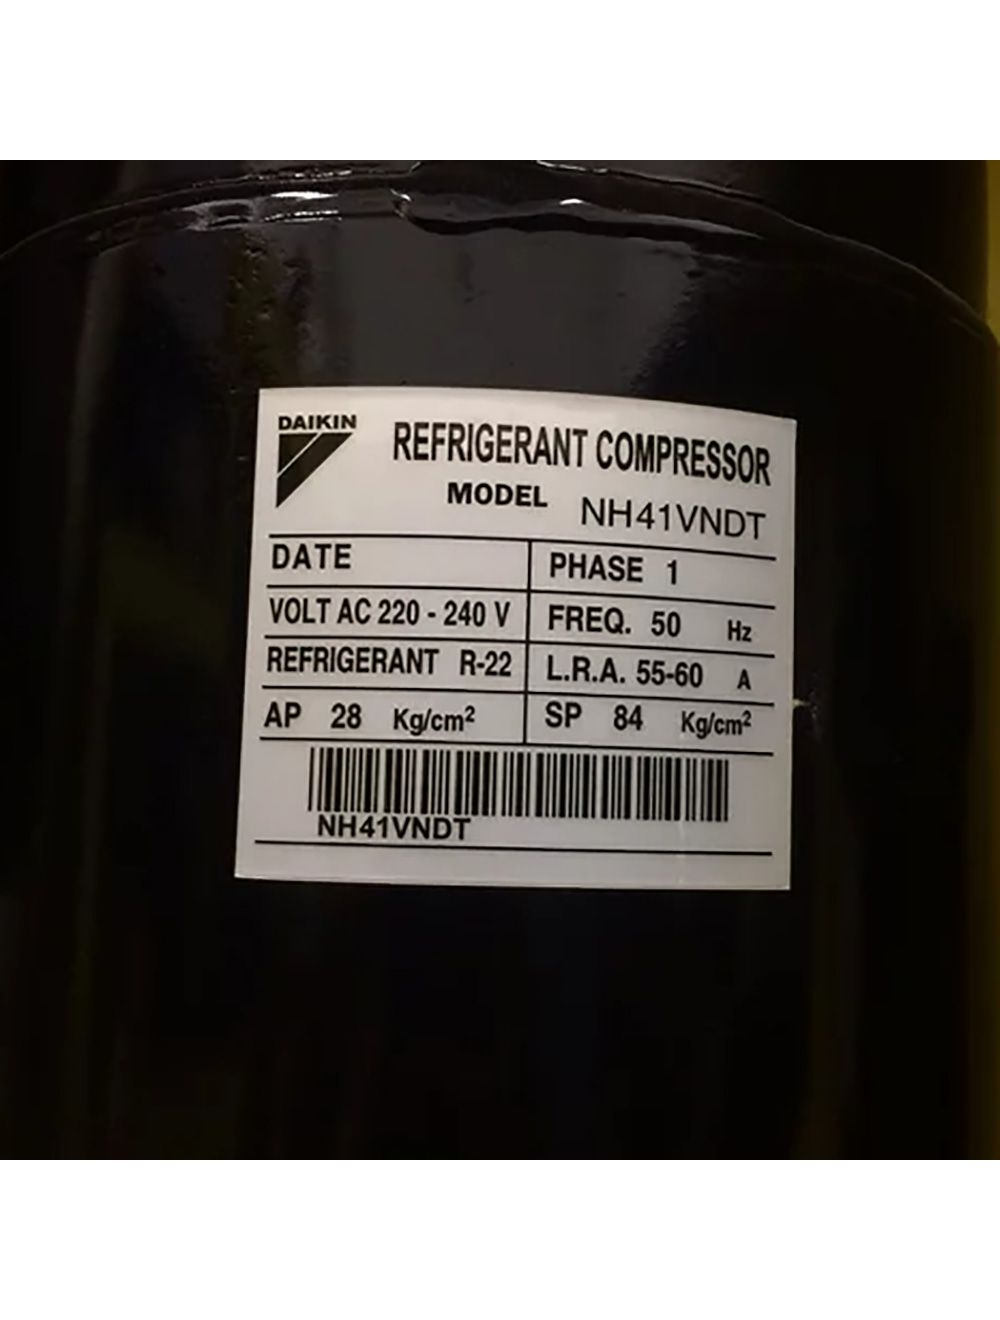 DAIKIN
REFRIGERANT COMPRESSOR
MODEL NH41VNDT
DATE
PHASE 1
VOLT AC 220 - 240 V
FREQ. 50 Hz
REFRIGERANT R-22
L.R.A. 55-60 A
AP 28 Kg/cm²
SP 84 Kg/cm²
NH41VNDT